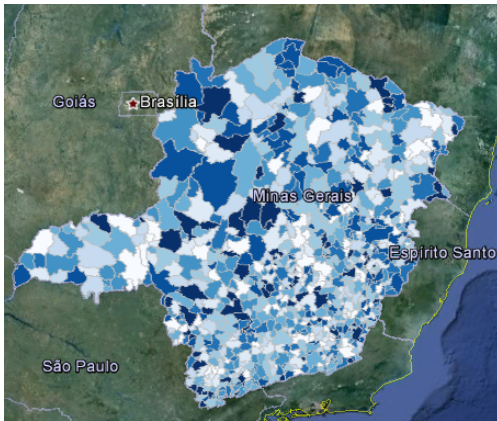 Goiás
Brasília
Minas Gerais
Espírito Santo
São Paulo